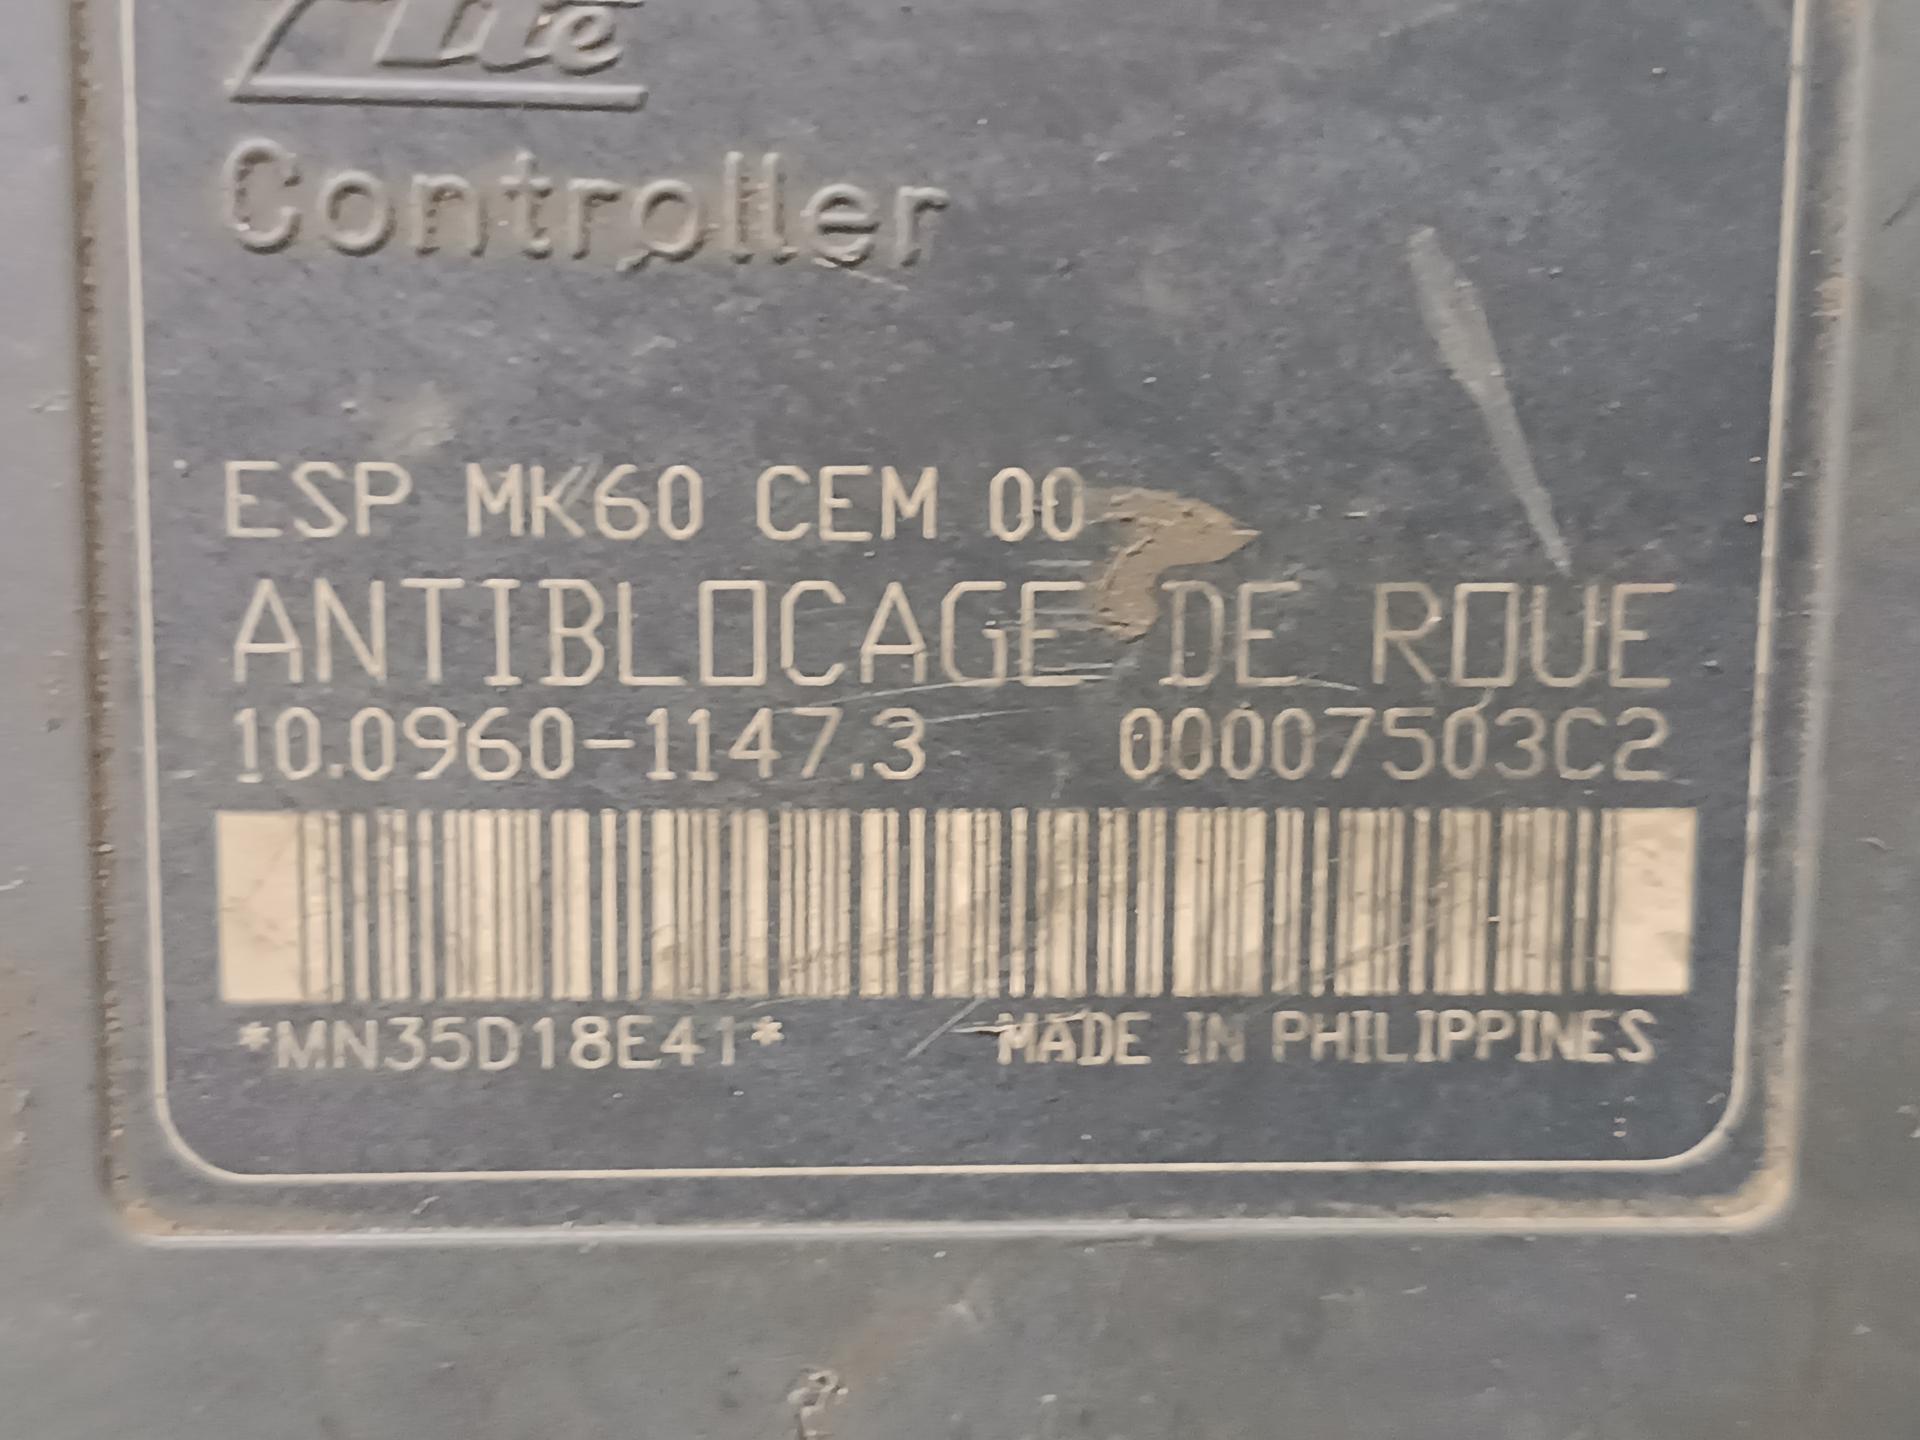 Controller
ESP MK60 CEM 00
ANTIBLOCAGE DE ROUE
10.0960-1147.3 00007503C2
*MN35D18E41* MADE IN PHILIPPINES